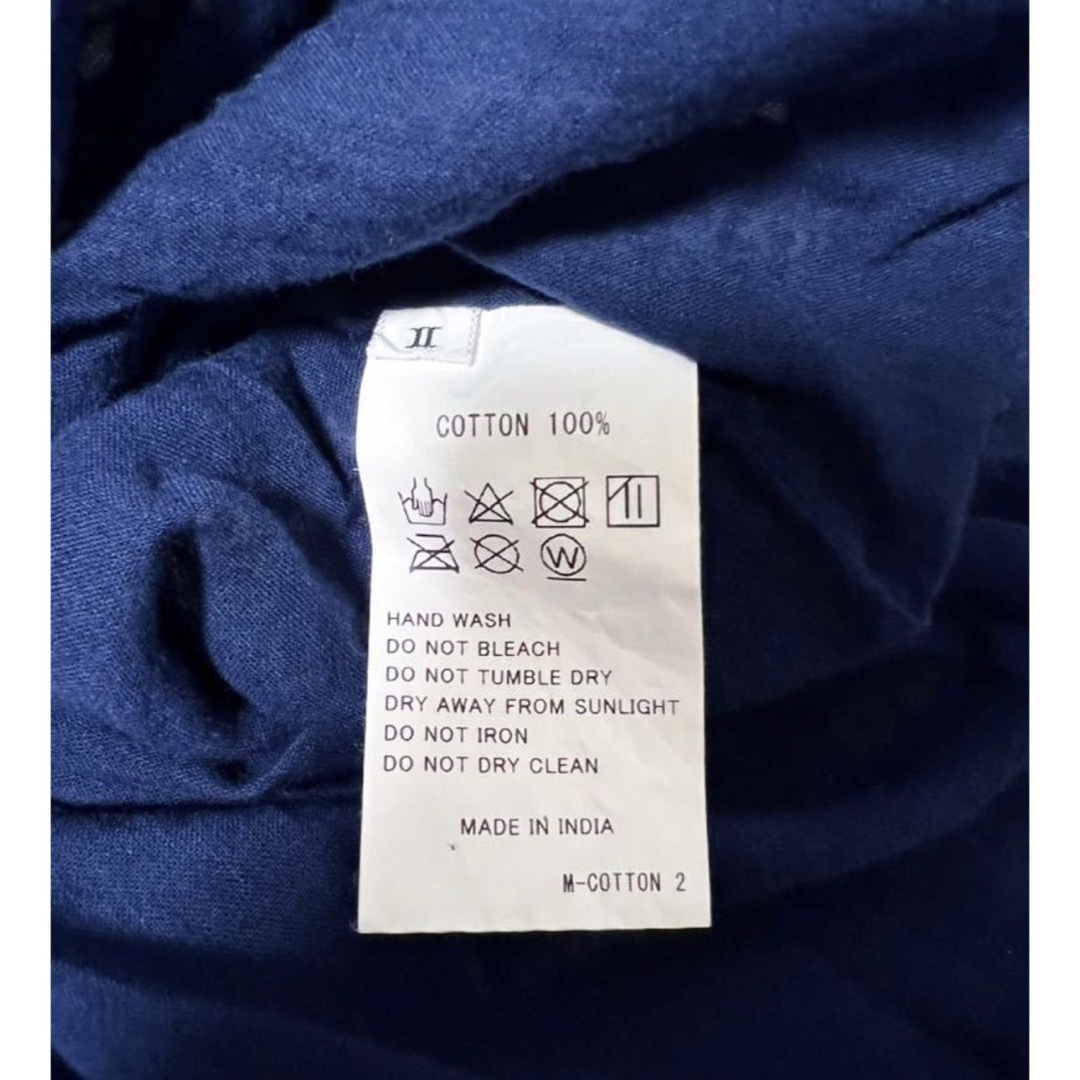 II
COTTON 100%
W
HAND WASH
DO NOT BLEACH
DO NOT TUMBLE DRY
DRY AWAY FROM SUNLIGHT
DO NOT IRON
DO NOT DRY CLEAN
MADE IN INDIA
M-COTTON 2